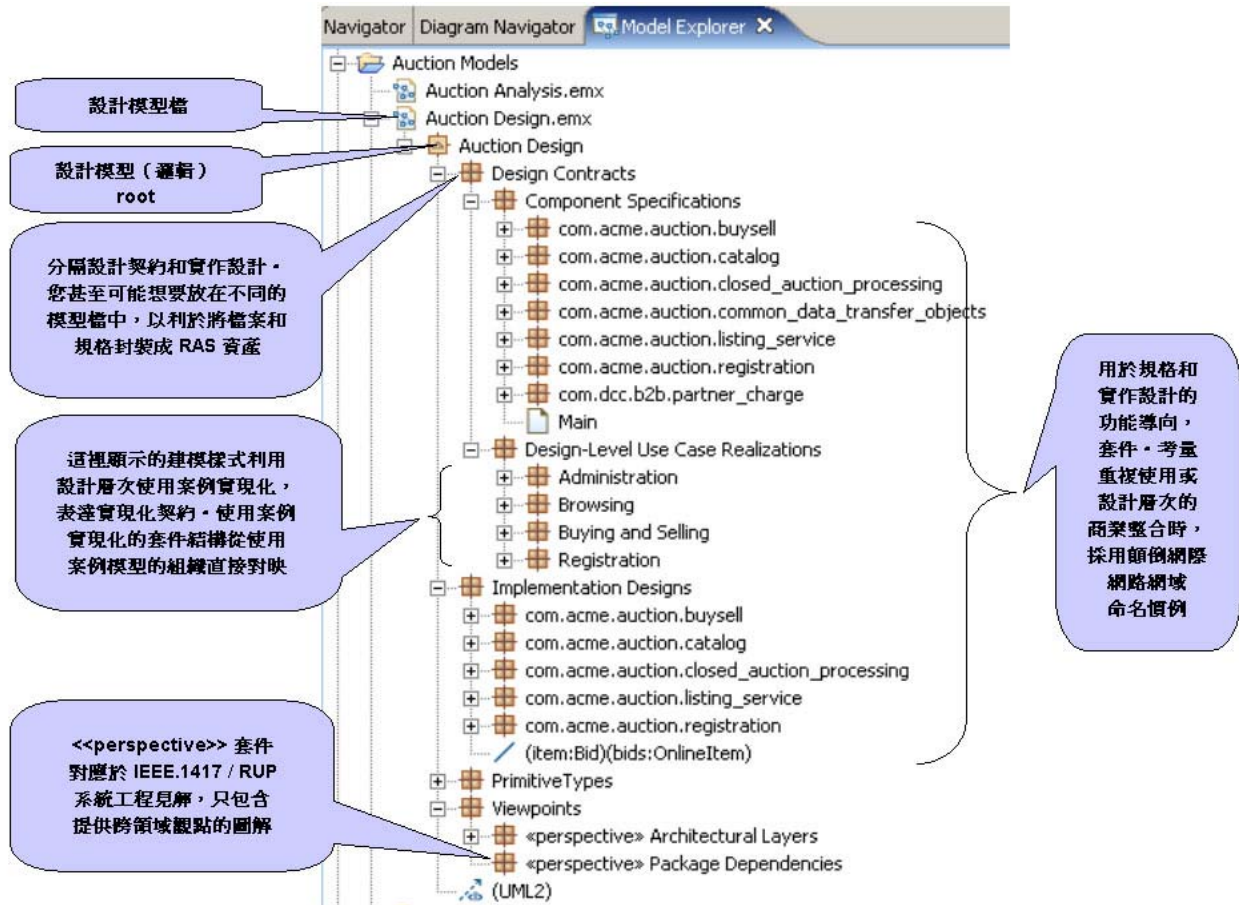 Navigator
Diagram Navigator
Model Explorer
Auction Models
Auction Analysis.emx
Auction Design.emx
Auction Design
Design Contracts
Component Specifications
com.acme.auction.buysell
com.acme.auction.catalog
com.acme.auction.closed_auction_processing
com.acme.auction.common_data_transfer_objects
com.acme.auction.listing_service
com.acme.auction.registration
com.dcc.b2b.partner_charge
Main
Design-Level Use Case Realizations
Administration
Browsing
Buying and Selling
Registration
Implementation Designs
com.acme.auction.buysell
com.acme.auction.catalog
com.acme.auction.closed_auction_processing
com.acme.auction.listing_service
com.acme.auction.registration
(item:Bid)(bids:OnlineItem)
PrimitiveTypes
Viewpoints
«perspective» Architectural Layers
«perspective» Package Dependencies
(UML2)
設計模型檔
設計模型（邏輯）
root
分隔設計契約和實作設計。
您甚至可能想要放在不同的
模型檔中，以利於將檔案和
規格封裝成 RAS 資產
這裡顯示的建模樣式利用
設計層次使用案例實現化，
表達實現化契約。使用案例
實現化的套件結構從使用
案例模型的組織直接對映
<<perspective>> 套件
對應於 IEEE.1417 / RUP
系統工程見解，只包含
提供跨領域觀點的圖解
用於規格和
實作設計的
功能導向，
套件。考量
重複使用或
設計層次的
商業整合時，
採用顛倒網際
網路網域
命名慣例